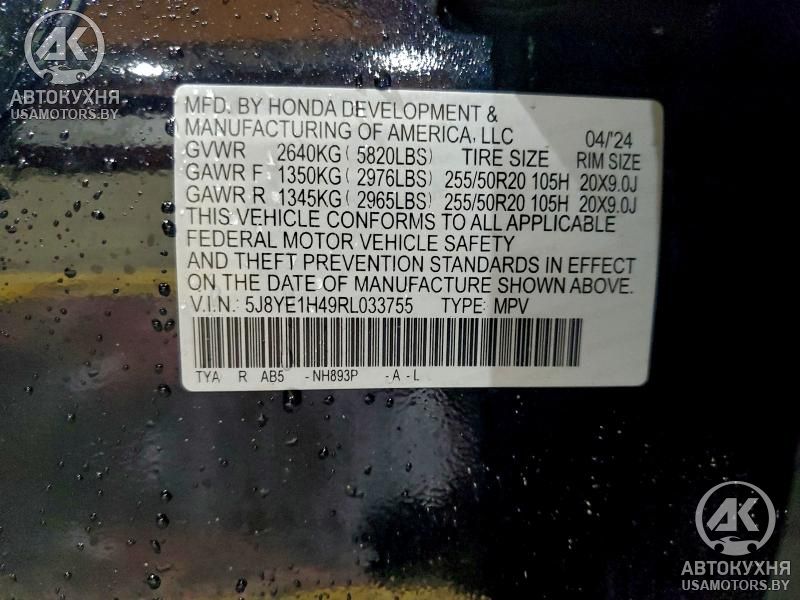 AK
АВТОКУХНЯ
USAMOTORS.BY
MFD. BY HONDA DEVELOPMENT &
MANUFACTURING OF AMERICA, LLC 04/'24
GVWR 2640KG ( 5820LBS) TIRE SIZE RIM SIZE
GAWR F 1350KG ( 2976LBS) 255/50R20 105H 20X9.0J
GAWR R 1345KG ( 2965LBS) 255/50R20 105H 20X9.0J
THIS VEHICLE CONFORMS TO ALL APPLICABLE
FEDERAL MOTOR VEHICLE SAFETY
AND THEFT PREVENTION STANDARDS IN EFFECT
ON THE DATE OF MANUFACTURE SHOWN ABOVE.
V.I.N.: 5J8YE1H49RL033755 TYPE: MPV
TYA R AB5 -NH893P -A-L
AK
АВТОКУХНЯ
USAMOTORS.BY